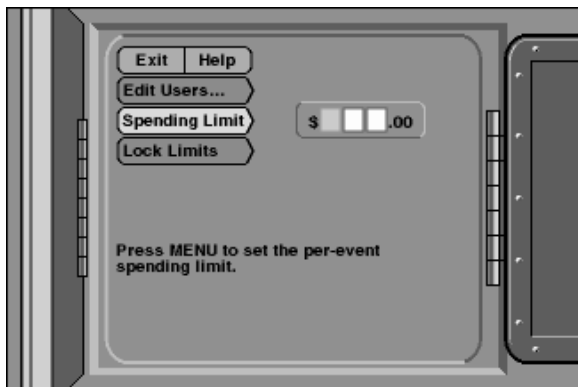 Exit Help
Edit Users...
Spending Limit
$ .00
Lock Limits
Press MENU to set the per-event
spending limit.